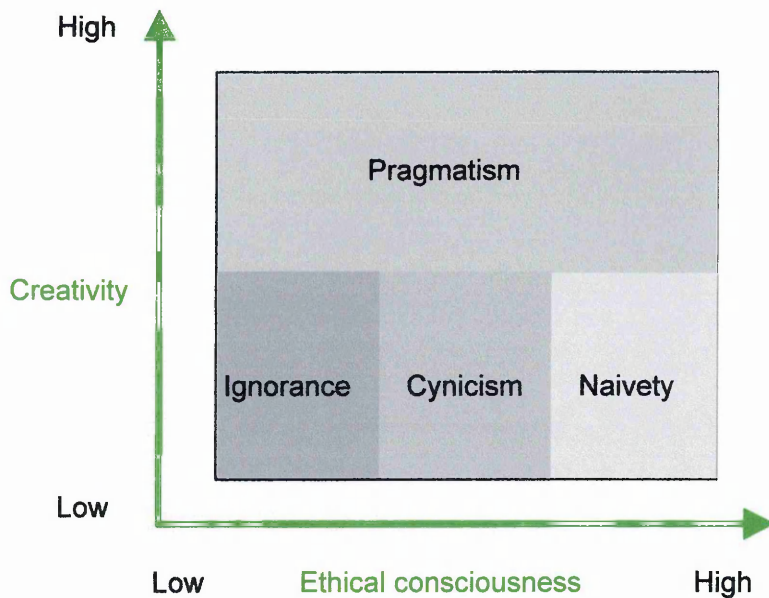 High
Pragmatism
Creativity
Ignorance Cynicism Naivety
Low
Low Ethical consciousness High